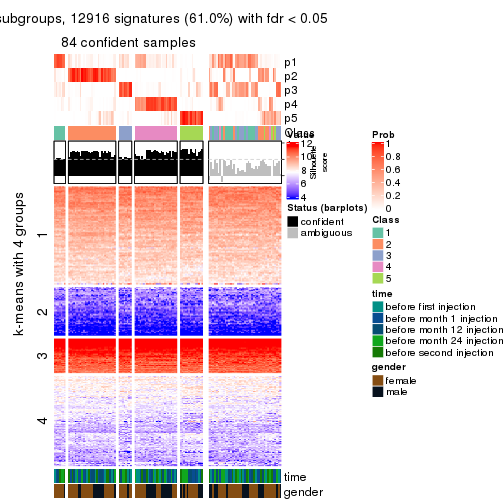 subgroups, 12916 signatures (61.0%) with fdr < 0.05
84 confident samples
p1
p2
p3
p4
p5
Class
k-means with 4 groups
1
2
3
4
Value
12
10
8
6
4
Silhouette
score
Status (barplots)
confident
ambiguous
Prob
1
0.8
0.6
0.4
0.2
0
Class
1
2
3
4
5
time
before first injection
before month 1 injection
before month 12 injection
before month 24 injection
before second injection
gender
female
male
time
gender